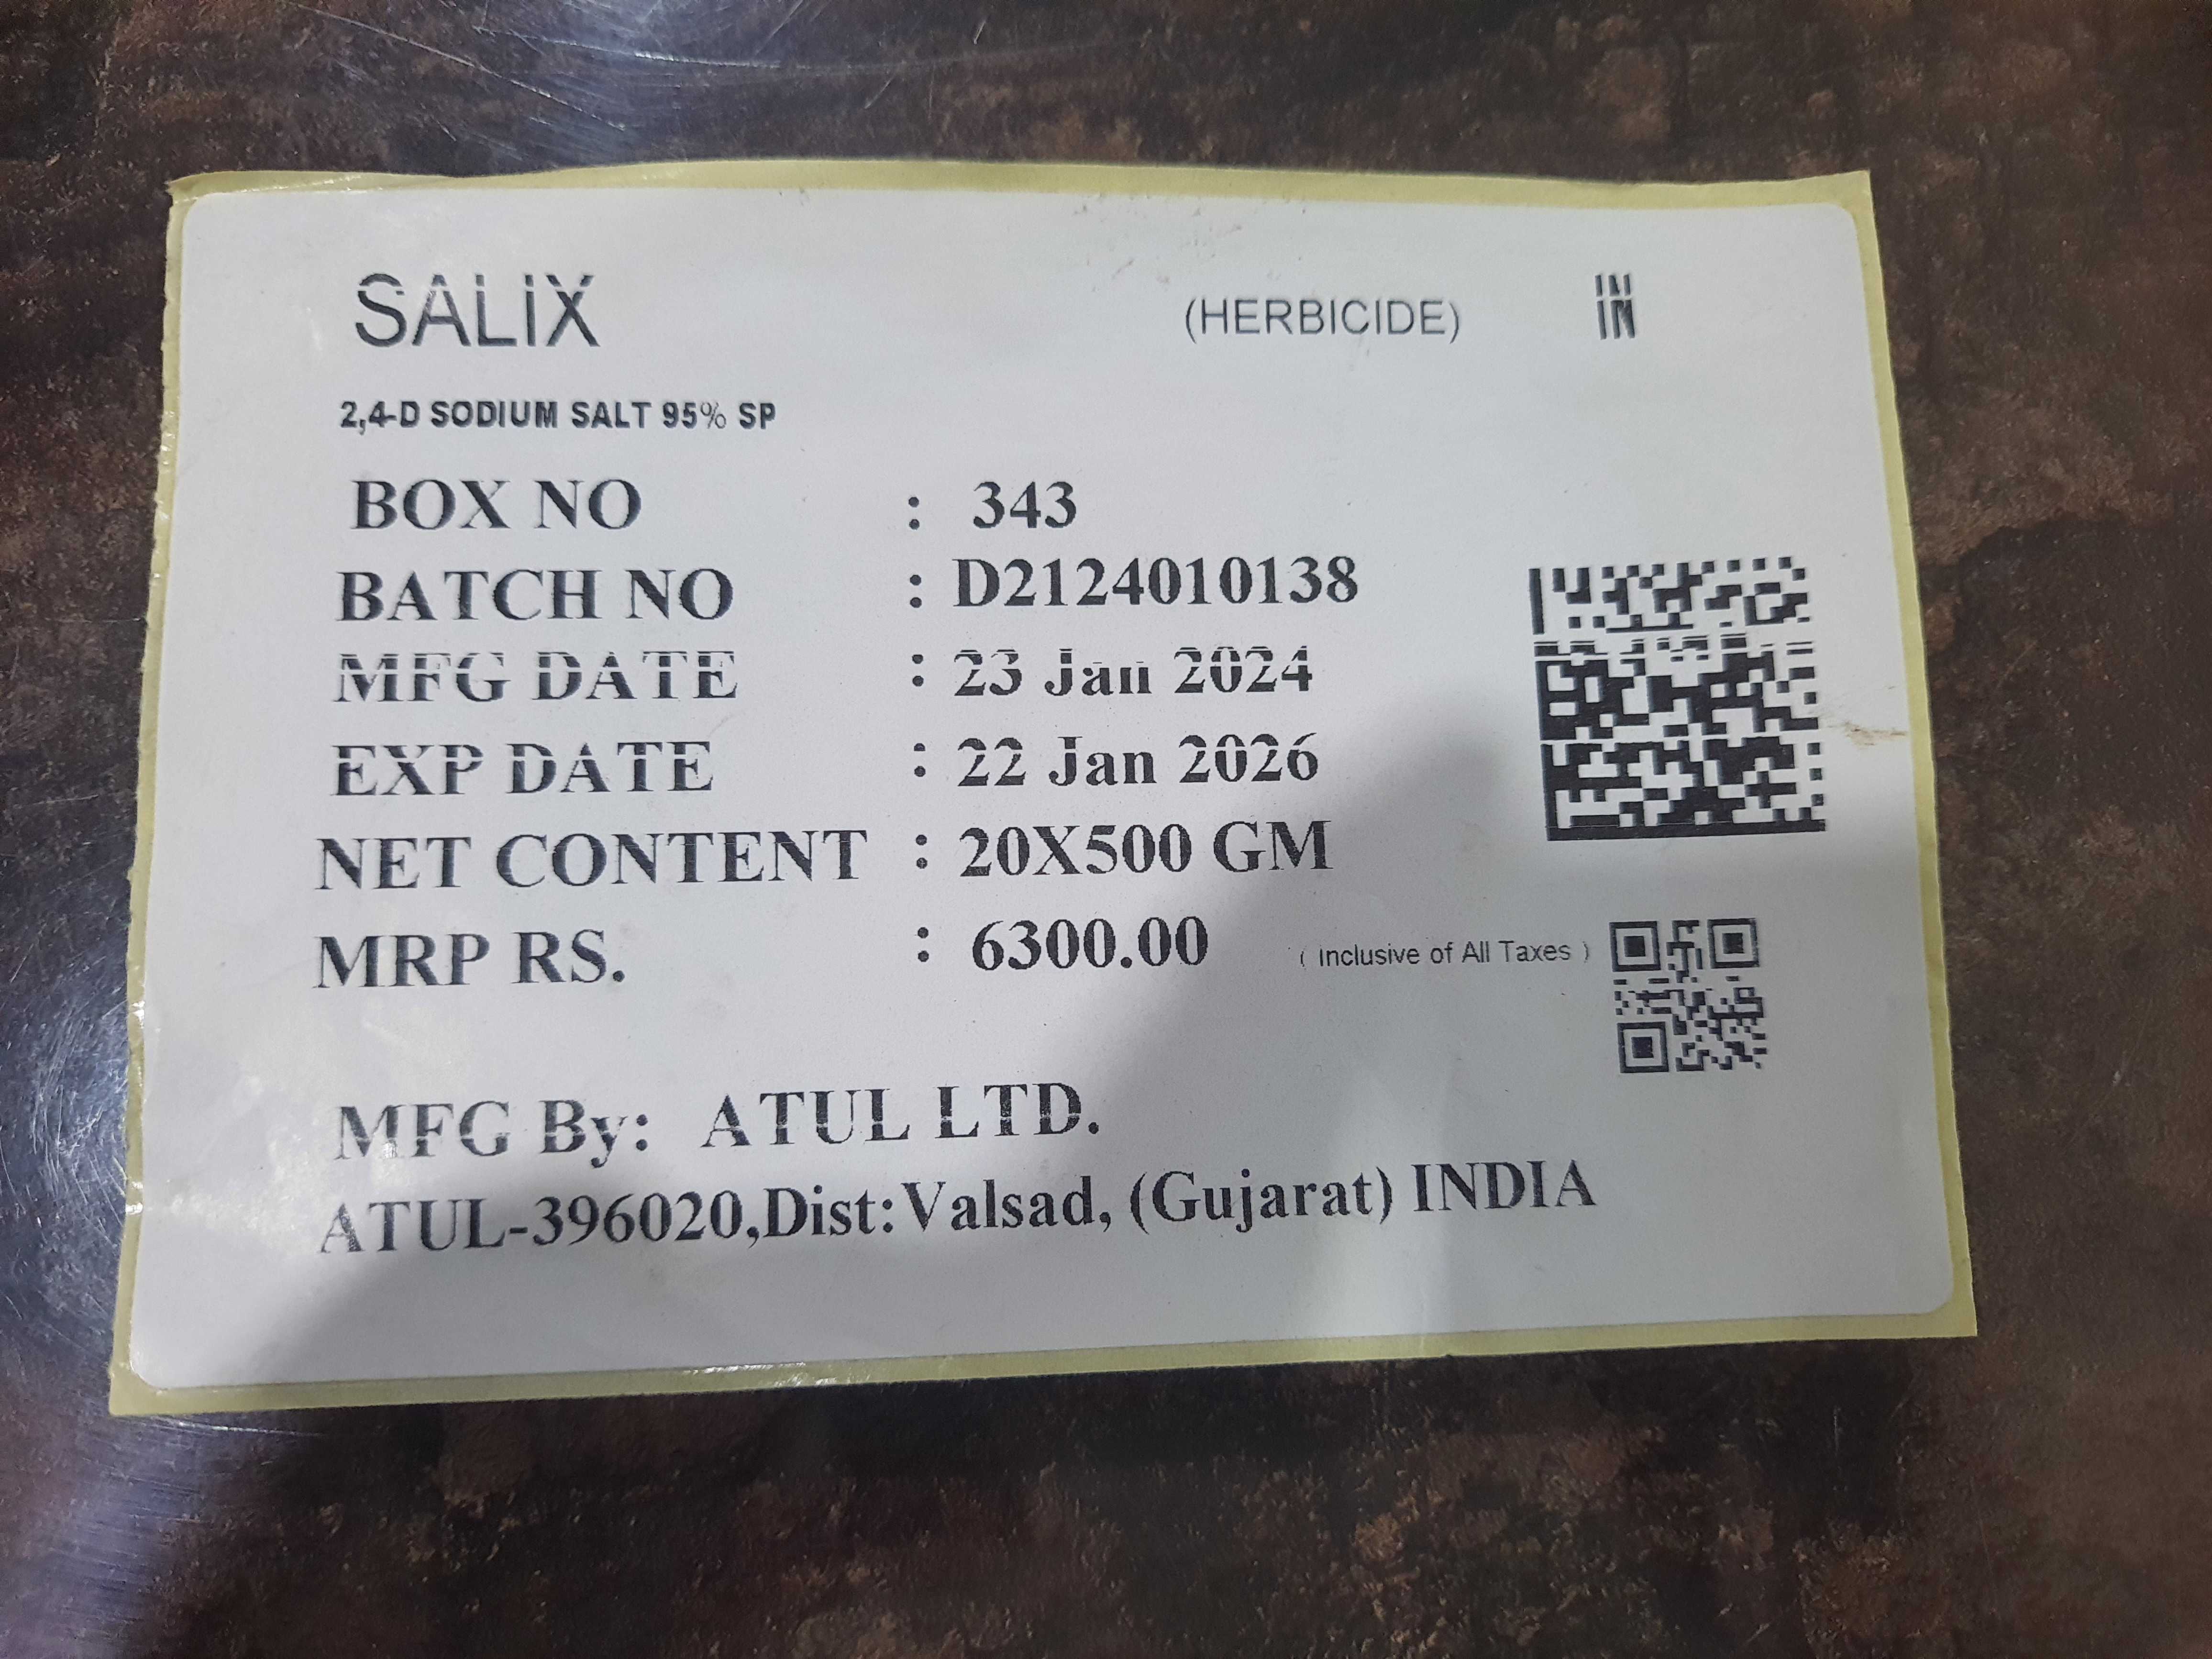 SALIX (HERBICIDE) IN
2,4-D SODIUM SALT 95% SP
BOX NO : 343
BATCH NO : D2124010138
MFG DATE : 23 Jan 2024
EXP DATE : 22 Jan 2026
NET CONTENT : 20X500 GM
MRP RS. : 6300.00 ( Inclusive of All Taxes )
MFG By: ATUL LTD.
ATUL-396020,Dist:Valsad, (Gujarat) INDIA